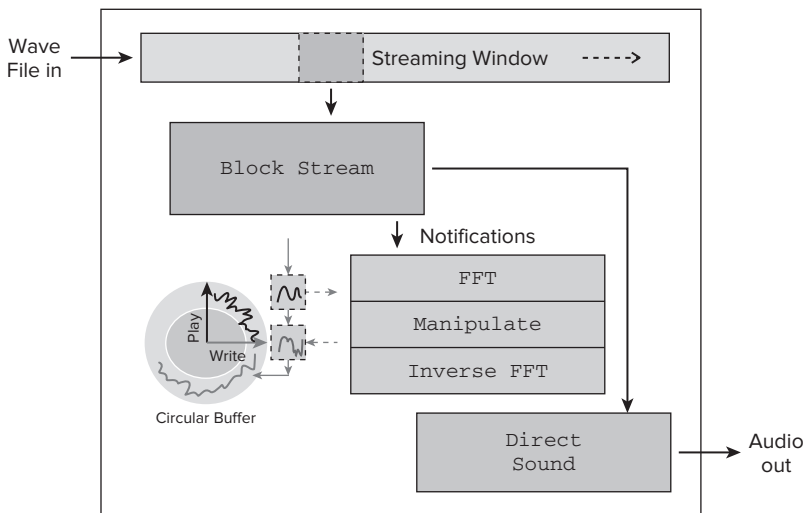 Wave
File in
Streaming Window
Block Stream
Notifications
FFT
Manipulate
Inverse FFT
Play
Write
Circular Buffer
Direct
Sound
Audio
out